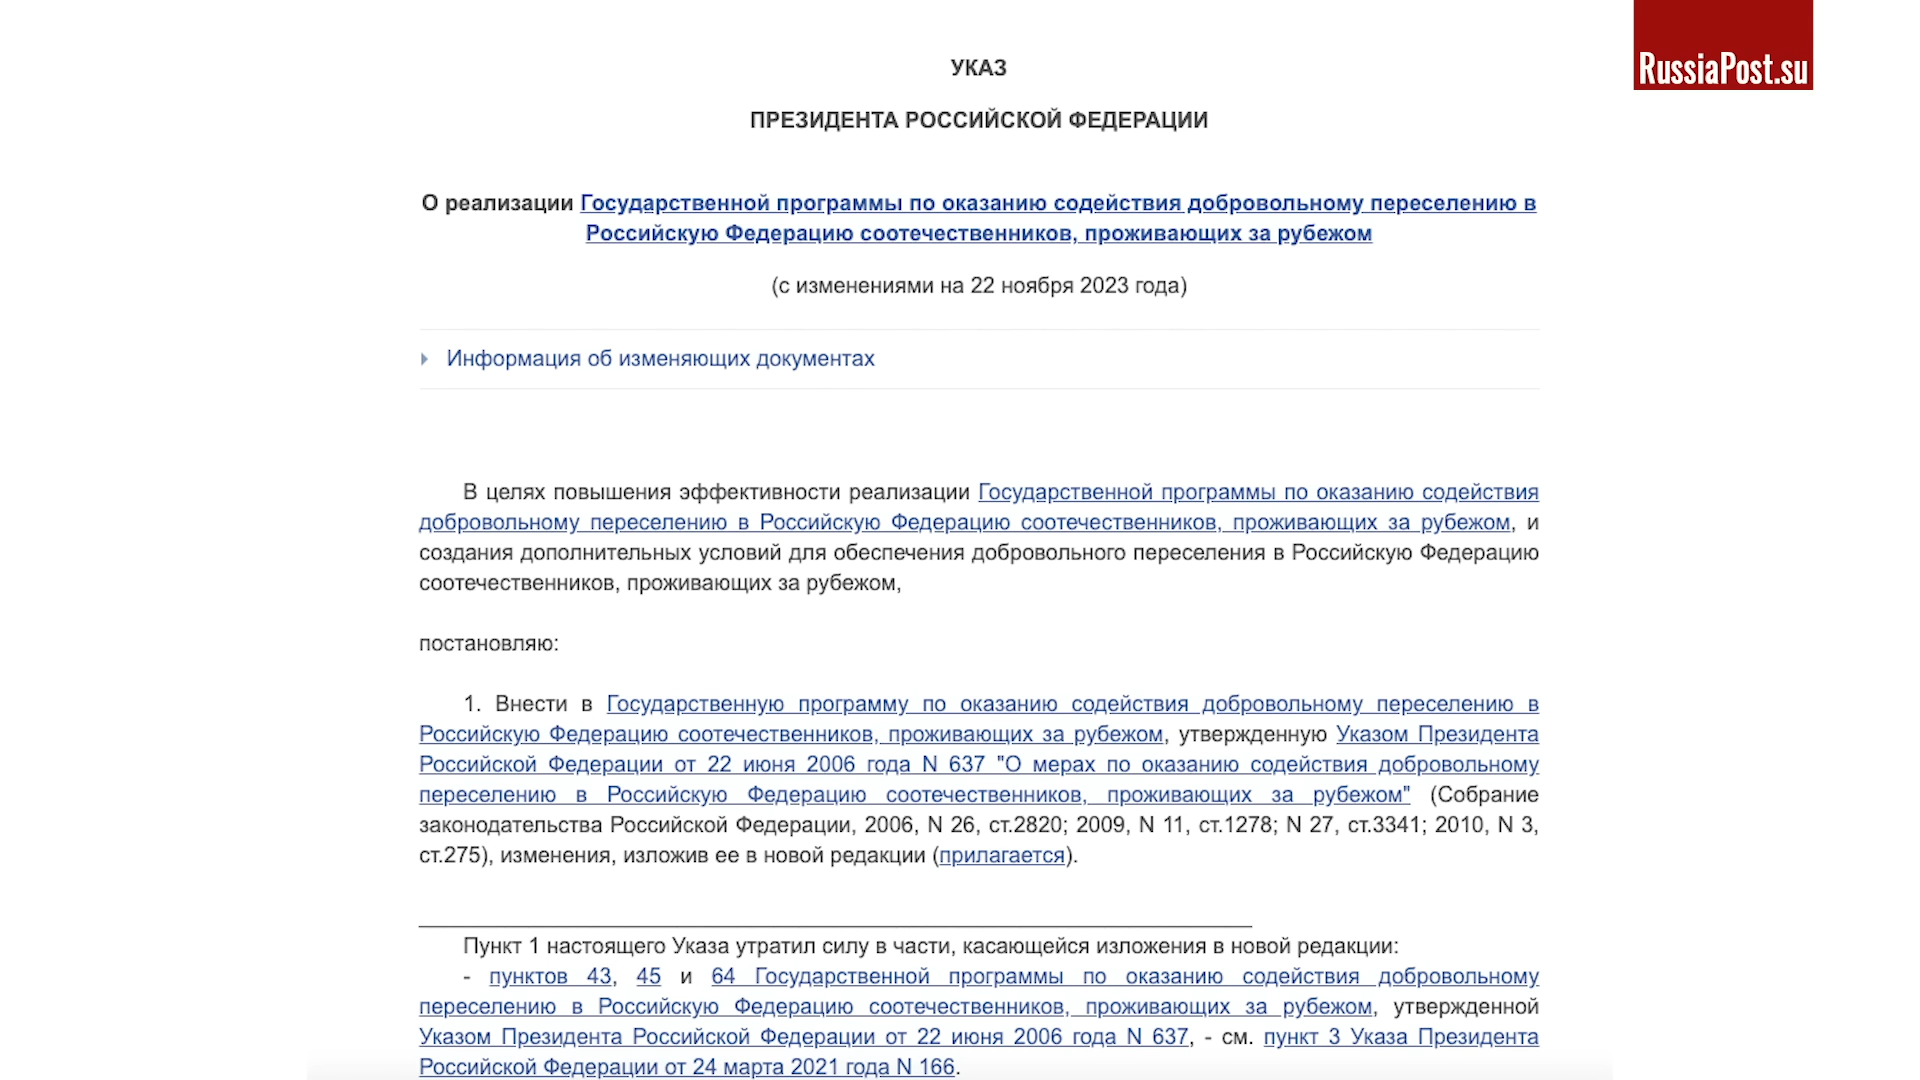 RussiaPost.su
УКАЗ
ПРЕЗИДЕНТА РОССИЙСКОЙ ФЕДЕРАЦИИ
О реализации Государственной программы по оказанию содействия добровольному переселению в
Российскую Федерацию соотечественников, проживающих за рубежом
(с изменениями на 22 ноября 2023 года)
Информация об изменяющих документах
В целях повышения эффективности реализации Государственной программы по оказанию содействия
добровольному переселению в Российскую Федерацию соотечественников, проживающих за рубежом, и
создания дополнительных условий для обеспечения добровольного переселения в Российскую Федерацию
соотечественников, проживающих за рубежом,
постановляю:
1. Внести в Государственную программу по оказанию содействия добровольному переселению в
Российскую Федерацию соотечественников, проживающих за рубежом, утвержденную Указом Президента
Российской Федерации от 22 июня 2006 года N 637 "О мерах по оказанию содействия добровольному
переселению в Российскую Федерацию соотечественников, проживающих за рубежом" (Собрание
законодательства Российской Федерации, 2006, N 26, ст.2820; 2009, N 11, ст.1278; N 27, ст.3341; 2010, N 3,
ст.275), изменения, изложив ее в новой редакции (прилагается).
Пункт 1 настоящего Указа утратил силу в части, касающейся изложения в новой редакции:
- пунктов 43, 45 и 64 Государственной программы по оказанию содействия добровольному
переселению в Российскую Федерацию соотечественников, проживающих за рубежом, утвержденной
Указом Президента Российской Федерации от 22 июня 2006 года N 637, - см. пункт 3 Указа Президента
Российской Федерации от 24 марта 2021 года N 166.